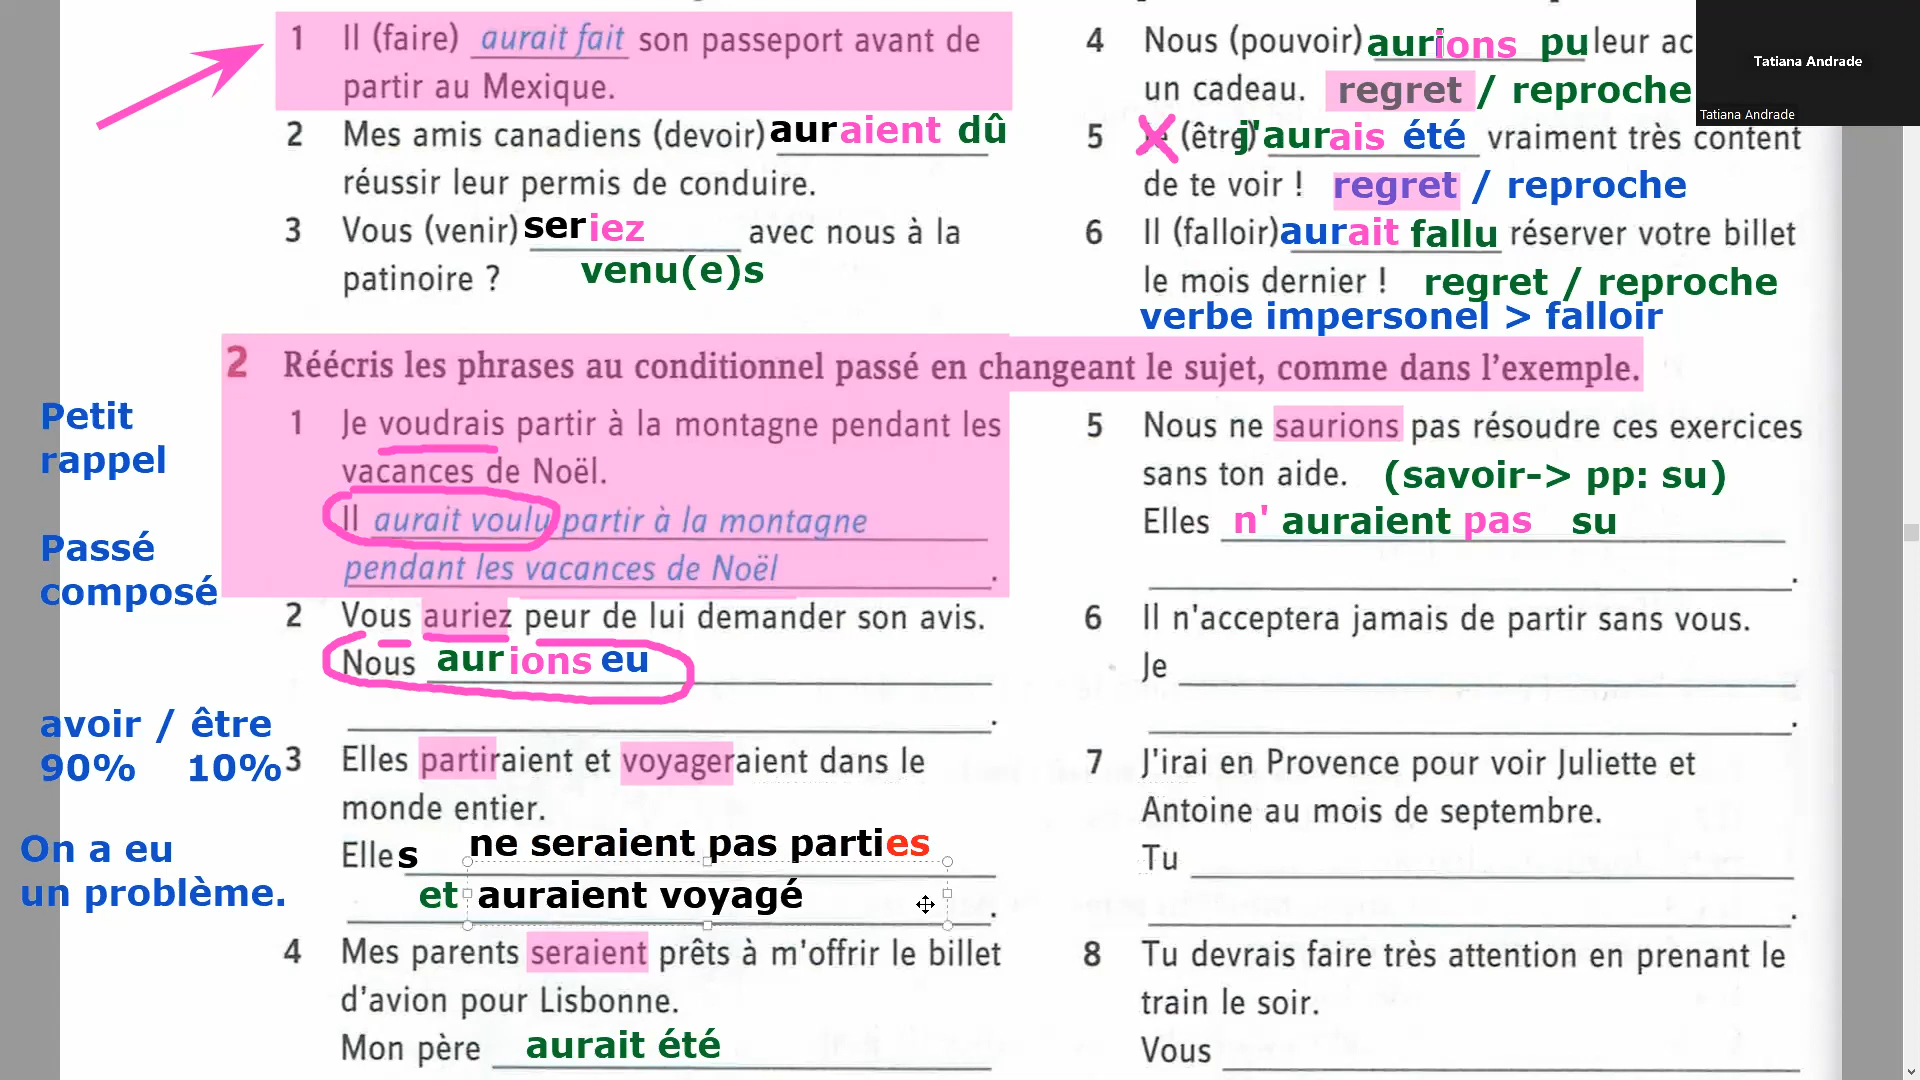 1 Il (faire) aurait fait son passeport avant de
partir au Mexique.
2 Mes amis canadiens (devoir) auraient dû
réussir leur permis de conduire.
3 Vous (venir) seriez avec nous à la
patinoire ? venu(e)s
4 Nous (pouvoir) aurions pu leur ac
un cadeau. regret / reproche
Tatiana Andrade
Tatiana Andrade
5 (être) j'aurais été vraiment très content
de te voir ! regret / reproche
6 Il (falloir) aurait fallu réserver votre billet
le mois dernier ! regret / reproche
verbe impersonel > falloir
2 Réécris les phrases au conditionnel passé en changeant le sujet, comme dans l'exemple.
Petit
rappel
Passé
composé
avoir / être
90% 10%
On a eu
un problème.
1 Je voudrais partir à la montagne pendant les
vacances de Noël.
Il aurait voulu partir à la montagne
pendant les vacances de Noël.
2 Vous auriez peur de lui demander son avis.
Nous aurions eu
.
3 Elles partiraient et voyageraient dans le
monde entier.
Elles ne seraient pas parties
et auraient voyagé .
4 Mes parents seraient prêts à m'offrir le billet
d'avion pour Lisbonne.
Mon père aurait été
5 Nous ne saurions pas résoudre ces exercices
sans ton aide. (savoir-> pp: su)
Elles n' auraient pas su
.
6 Il n'acceptera jamais de partir sans vous.
Je
.
7 J'irai en Provence pour voir Juliette et
Antoine au mois de septembre.
Tu
.
8 Tu devrais faire très attention en prenant le
train le soir.
Vous